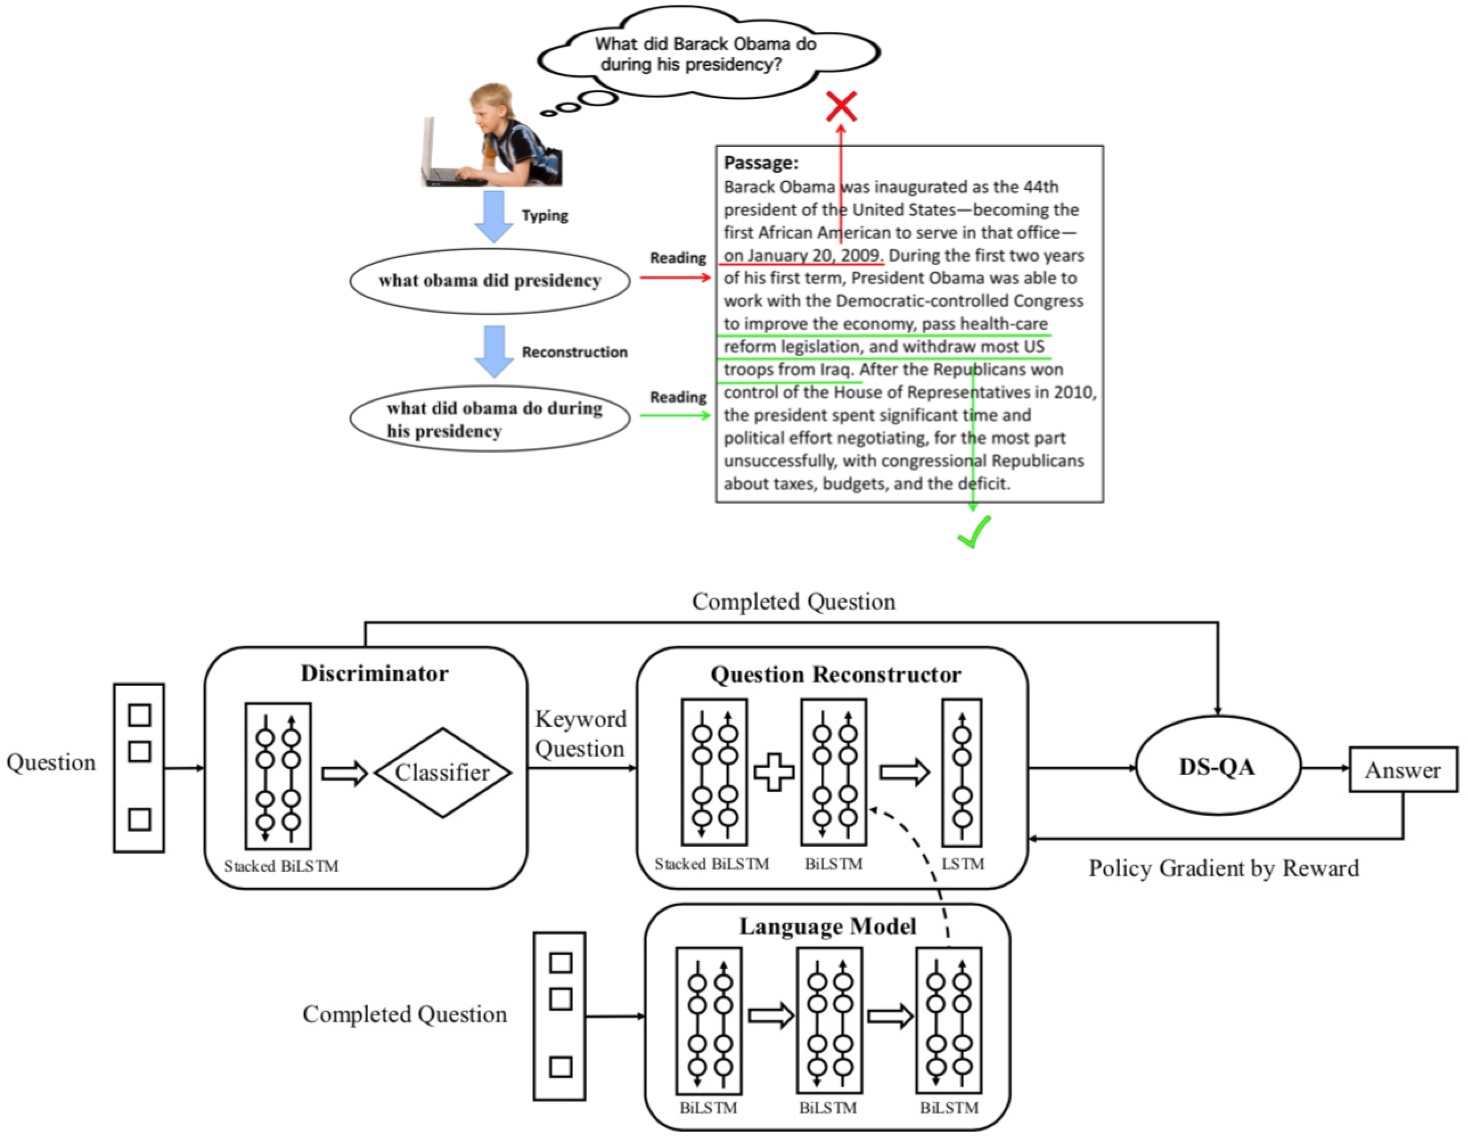 What did Barack Obama do
during his presidency?
Typing
what obama did presidency
Reading
Reconstruction
what did obama do during
his presidency
Reading
Passage:
Barack Obama was inaugurated as the 44th
president of the United States—becoming the
first African American to serve in that office—
on January 20, 2009. During the first two years
of his first term, President Obama was able to
work with the Democratic-controlled Congress
to improve the economy, pass health-care
reform legislation, and withdraw most US
troops from Iraq. After the Republicans won
control of the House of Representatives in 2010,
the president spent significant time and
political effort negotiating, for the most part
unsuccessfully, with congressional Republicans
about taxes, budgets, and the deficit.
Completed Question
Question
Discriminator
Classifier
Stacked BiLSTM
Keyword
Question
Question Reconstructor
Stacked BiLSTM
BiLSTM
LSTM
DS-QA
Answer
Policy Gradient by Reward
Completed Question
Language Model
BiLSTM
BiLSTM
BiLSTM